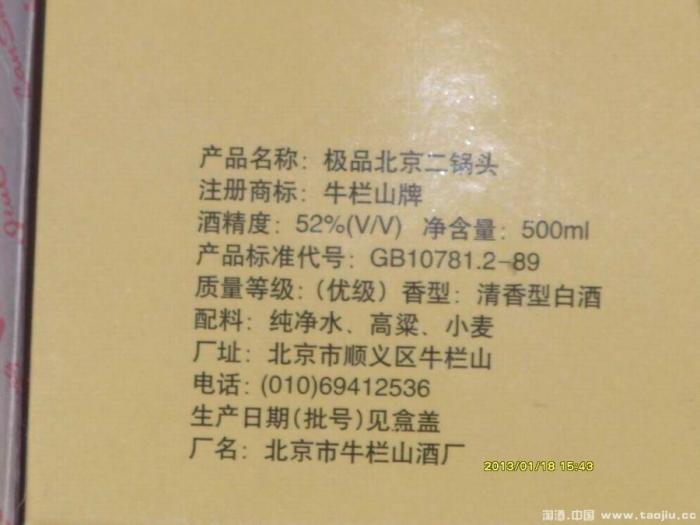 产品名称：极品北京二锅头
注册商标：牛栏山牌
酒精度：52%(V/V) 净含量：500ml
产品标准代号：GB10781.2-89
质量等级：(优级) 香型：清香型白酒
配料：纯净水、高粱、小麦
厂址：北京市顺义区牛栏山
电话：(010)69412536
生产日期(批号)见盒盖
厂名：北京市牛栏山酒厂
2013/01/18 15:43
淘酒.中国 www.taojiu.cc